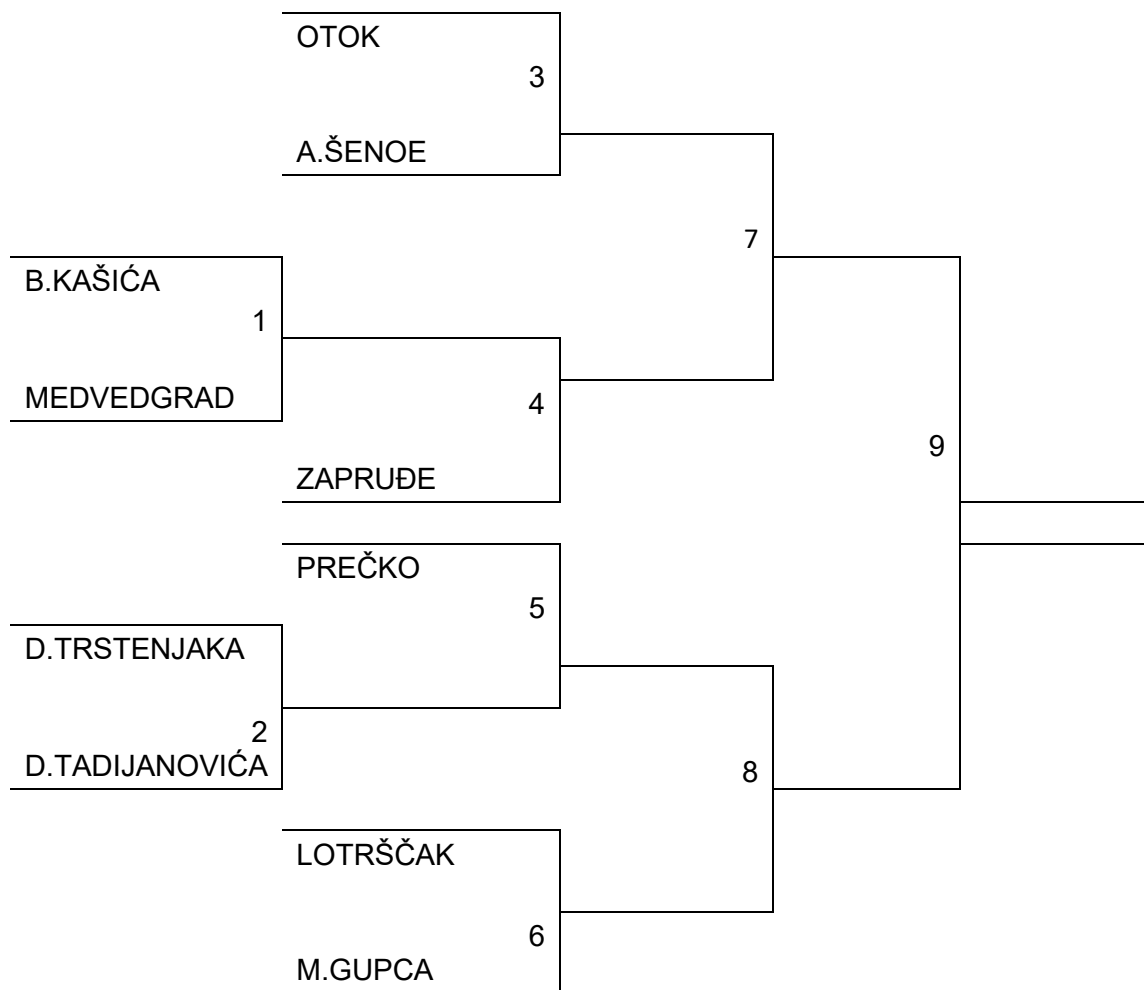 OTOK
3
A.ŠENOE
7
B.KAŠIĆA
1
MEDVEDGRAD
4
9
ZAPRUĐE
PREČKO
5
D.TRSTENJAKA
2
D.TADIJANOVIĆA
8
LOTRŠČAK
6
M.GUPCA